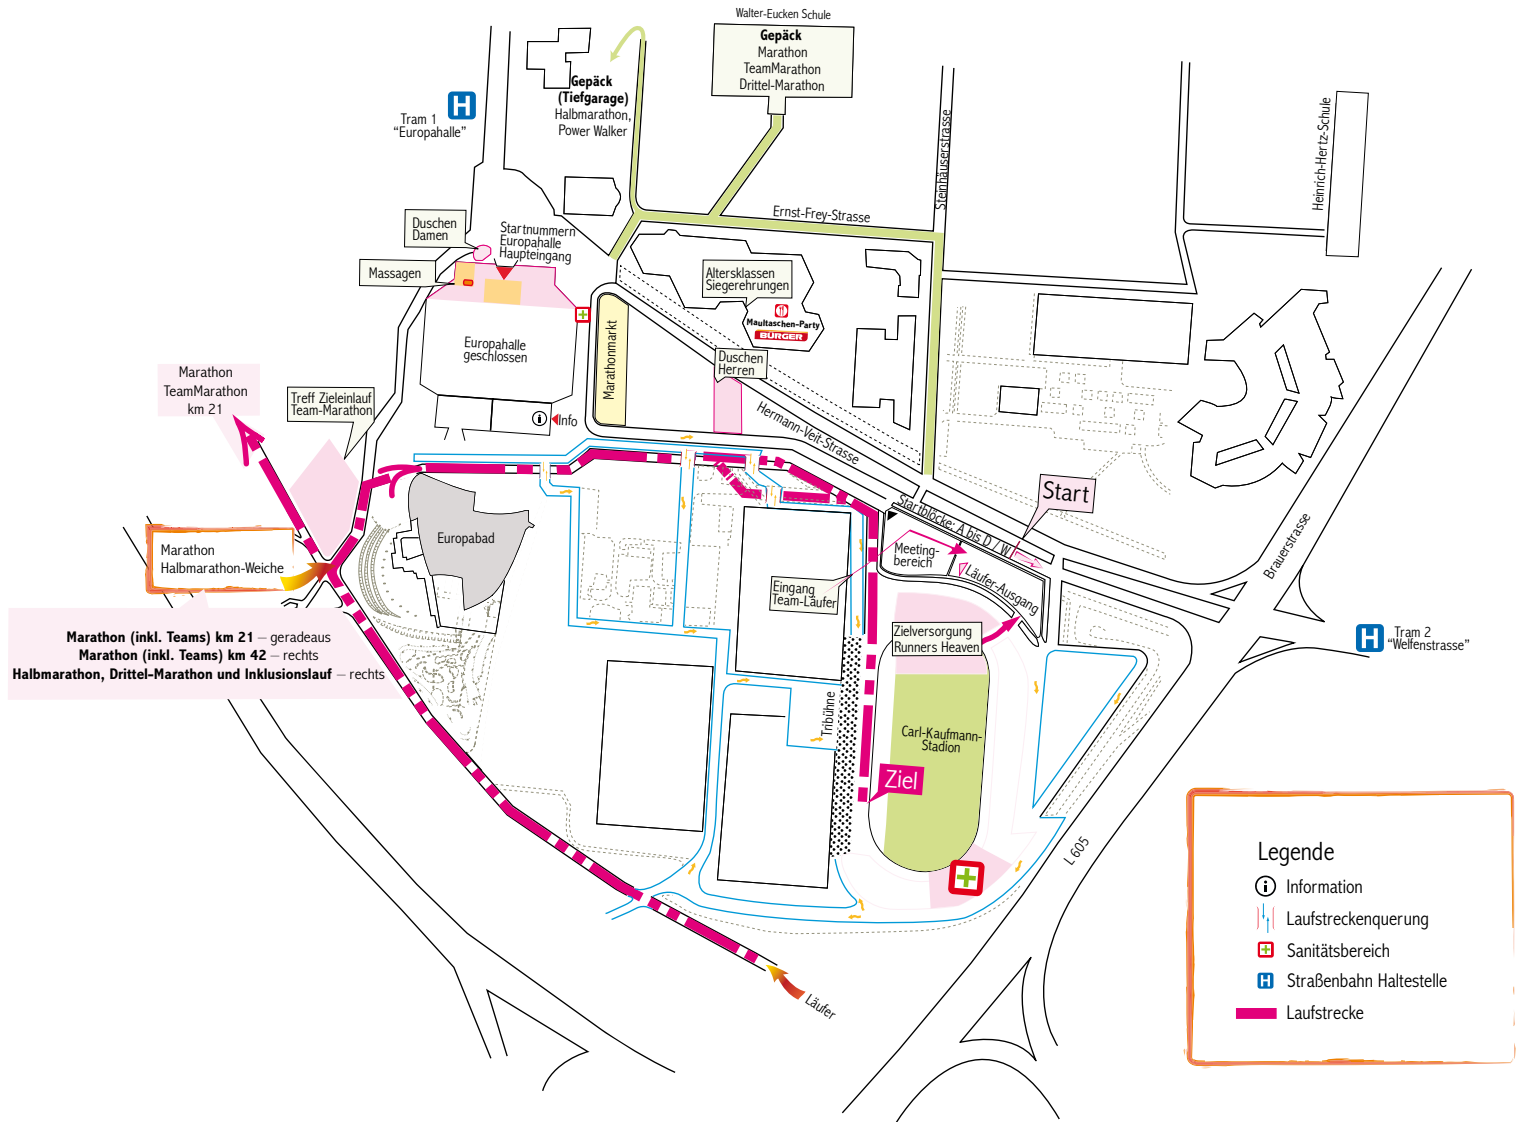 Walter-Eucken Schule
Gepäck
Marathon
TeamMarathon
Drittel-Marathon
Gepäck
(Tiefgarage)
Halbmarathon,
Power Walker
H
Tram 1
"Europahalle"
Steinhäuserstrasse
Heinrich-Hertz-Schule
Ernst-Frey-Strasse
Duschen
Damen
Startnummern
Europahalle
Haupteingang
Massagen
Altersklassen
Siegerehrungen
Maultaschen-Party
BÜRGER
Marathonmarkt
Europahalle
geschlossen
Duschen
Herren
Marathon
TeamMarathon
km 21
Treff Zieleinlauf
Team-Marathon
i Info
Hermann-Veit-Strasse
Start
Startblöcke: A bis D / W
Brauerstrasse
Europabad
Marathon
Halbmarathon-Weiche
Meeting-
bereich
Läufer-Ausgang
Eingang
Team-Läufer
Zielversorgung
Runners Heaven
H
Tram 2
"Welfenstrasse"
Marathon (inkl. Teams) km 21 – geradeaus
Marathon (inkl. Teams) km 42 – rechts
Halbmarathon, Drittel-Marathon und Inklusionslauf – rechts
Tribühne
Carl-Kaufmann-
Stadion
Ziel
L 605
Läufer
Legende
i Information
Laufstreckenquerung
Sanitätsbereich
H Straßenbahn Haltestelle
Laufstrecke